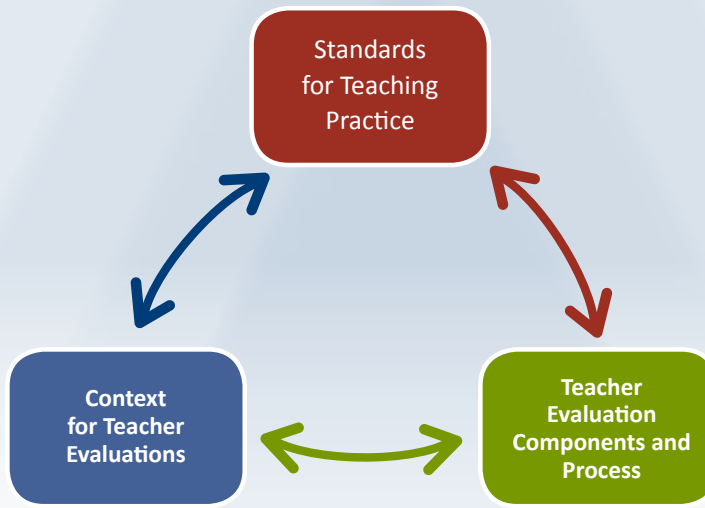 Standards
for Teaching
Practice
Context
for Teacher
Evaluations
Teacher
Evaluation
Components and
Process